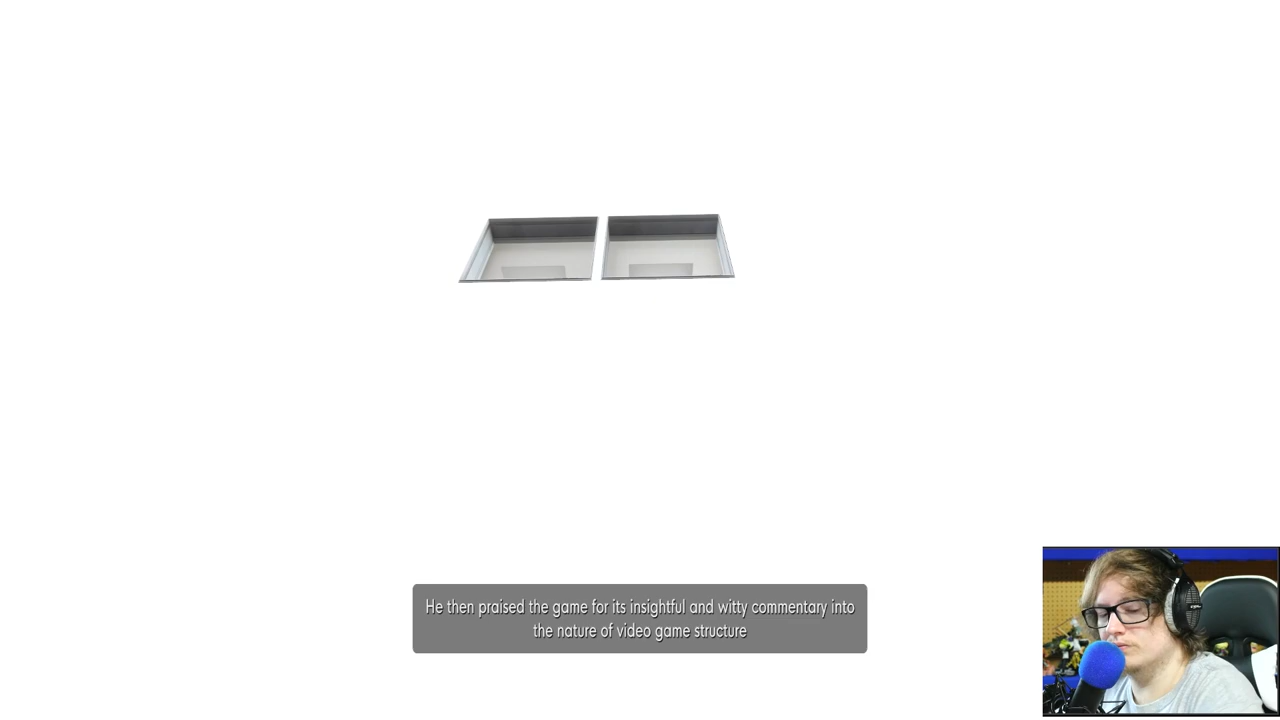 He then praised the game for its insightful and witty commentary into
the nature of video game structure